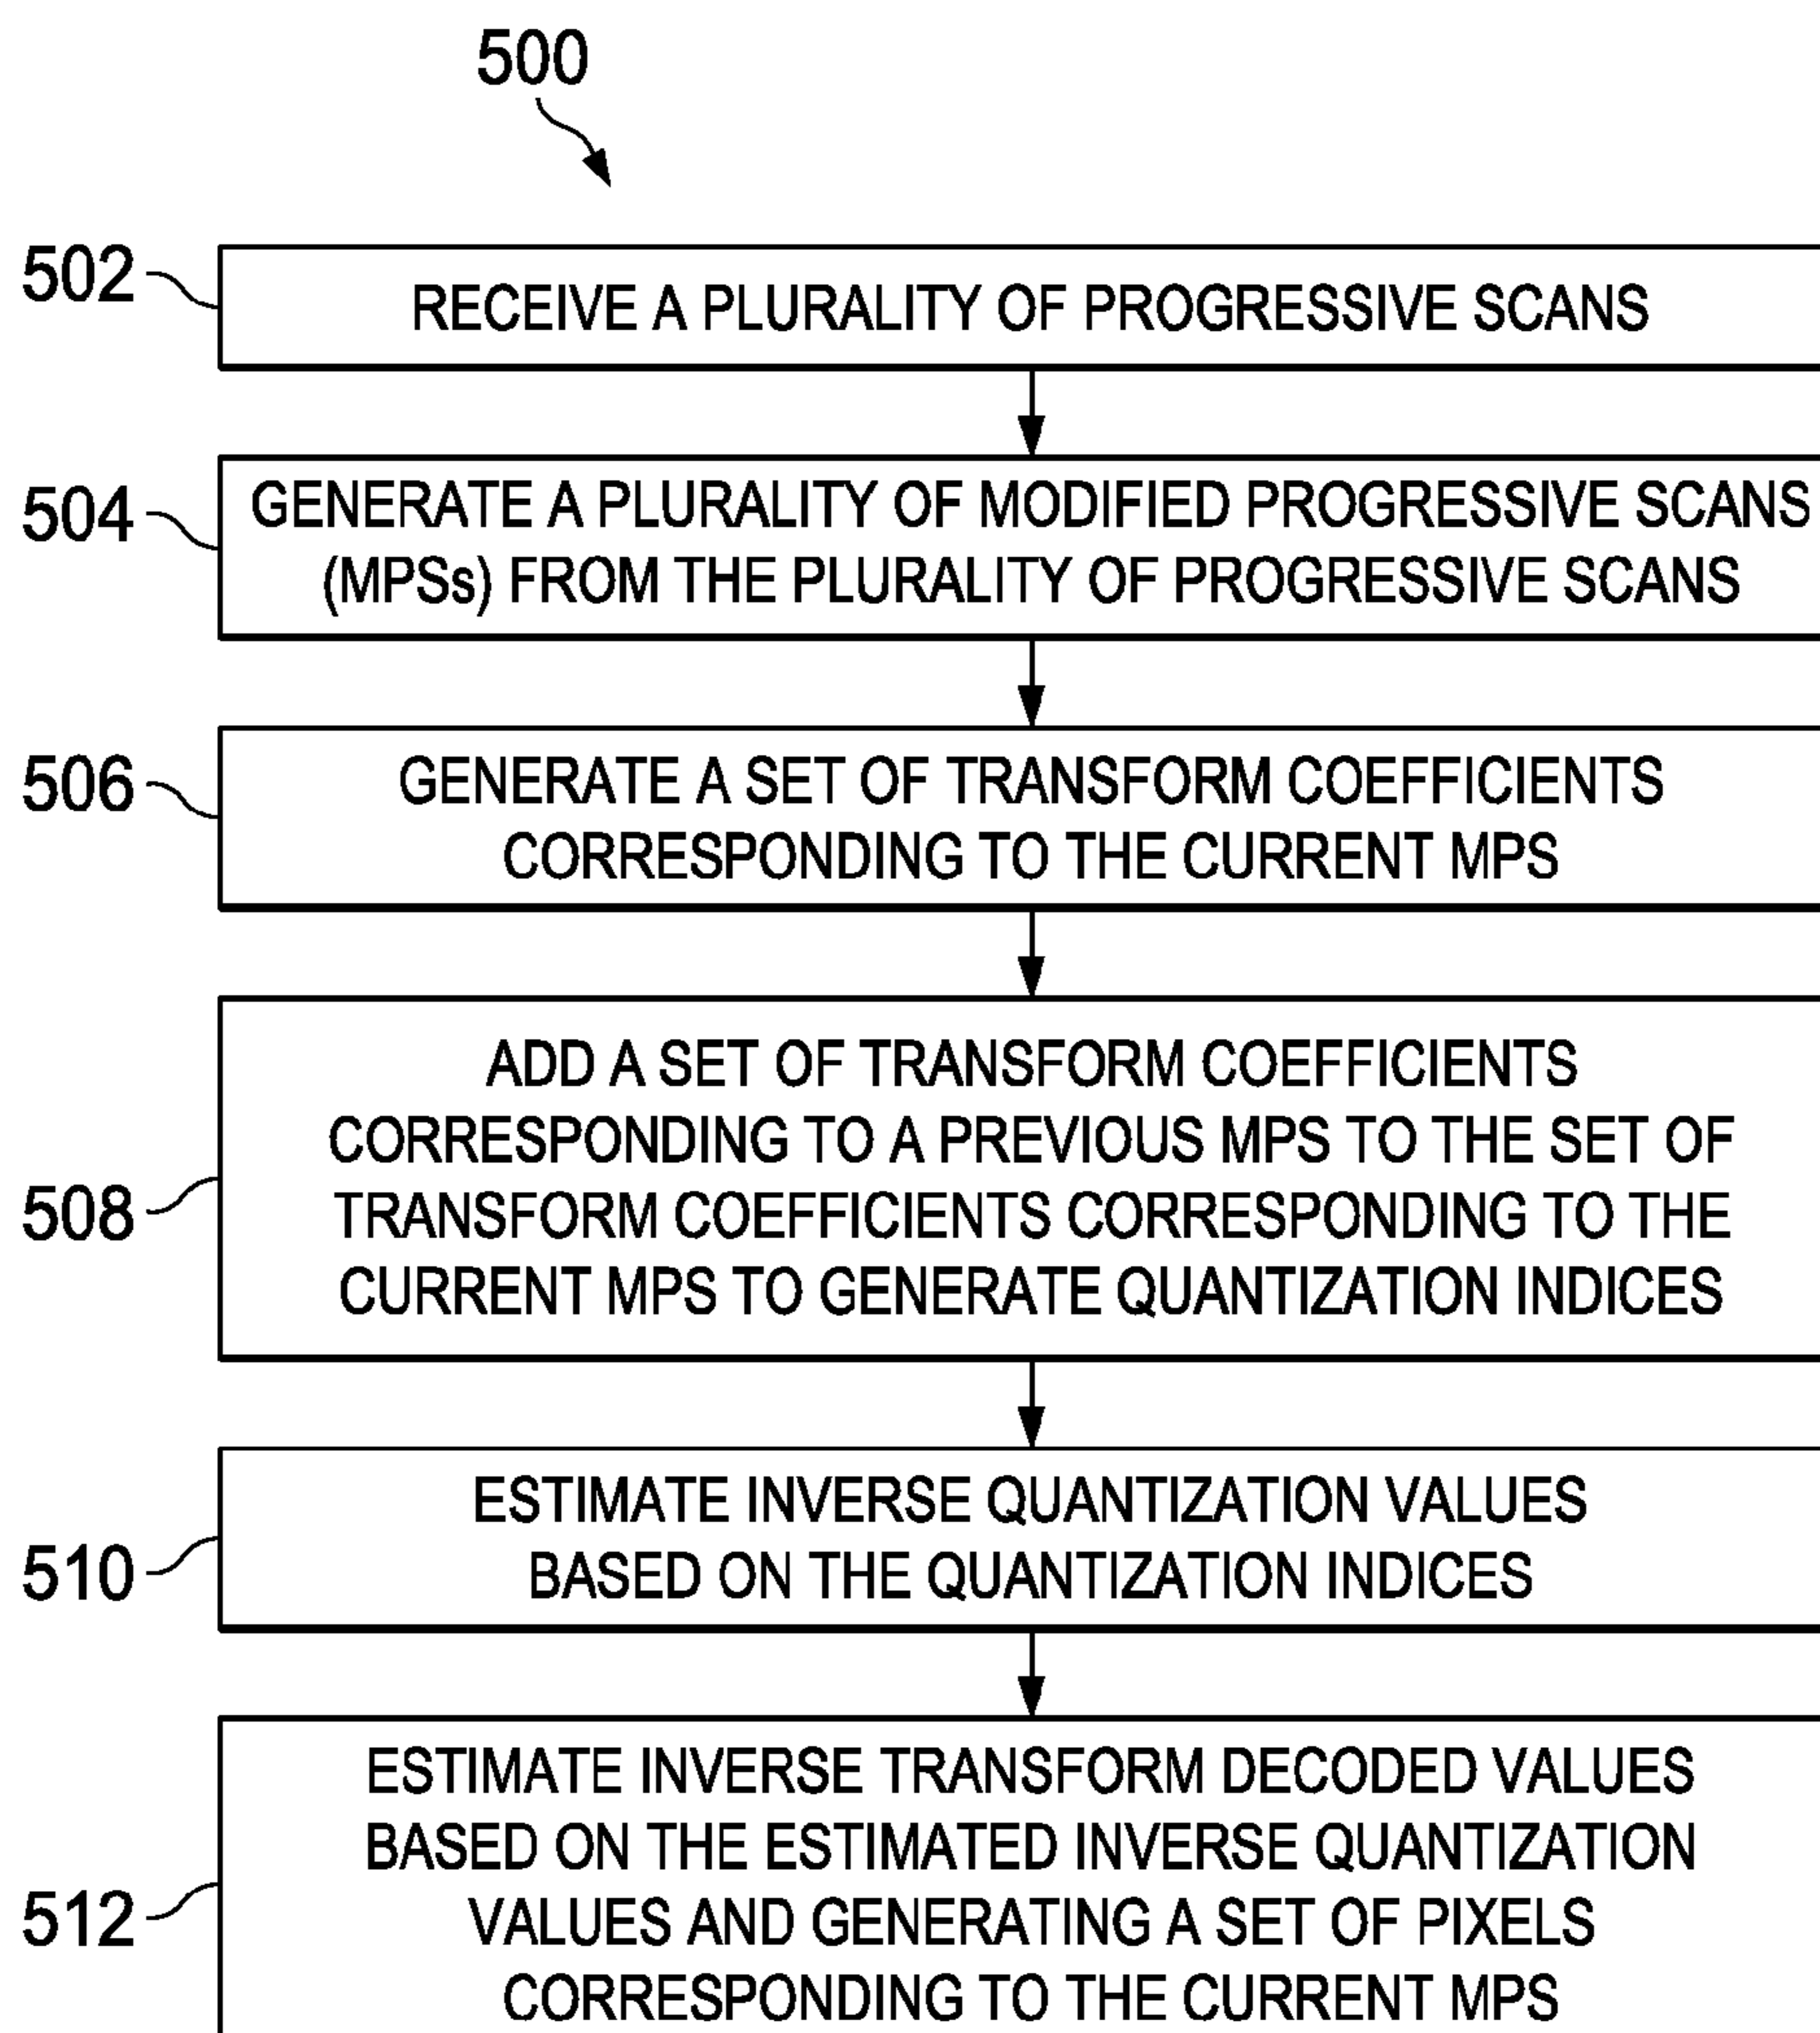 500
502
RECEIVE A PLURALITY OF PROGRESSIVE SCANS
504
GENERATE A PLURALITY OF MODIFIED PROGRESSIVE SCANS
(MPSs) FROM THE PLURALITY OF PROGRESSIVE SCANS
506
GENERATE A SET OF TRANSFORM COEFFICIENTS
CORRESPONDING TO THE CURRENT MPS
508
ADD A SET OF TRANSFORM COEFFICIENTS
CORRESPONDING TO A PREVIOUS MPS TO THE SET OF
TRANSFORM COEFFICIENTS CORRESPONDING TO THE
CURRENT MPS TO GENERATE QUANTIZATION INDICES
510
ESTIMATE INVERSE QUANTIZATION VALUES
BASED ON THE QUANTIZATION INDICES
512
ESTIMATE INVERSE TRANSFORM DECODED VALUES
BASED ON THE ESTIMATED INVERSE QUANTIZATION
VALUES AND GENERATING A SET OF PIXELS
CORRESPONDING TO THE CURRENT MPS